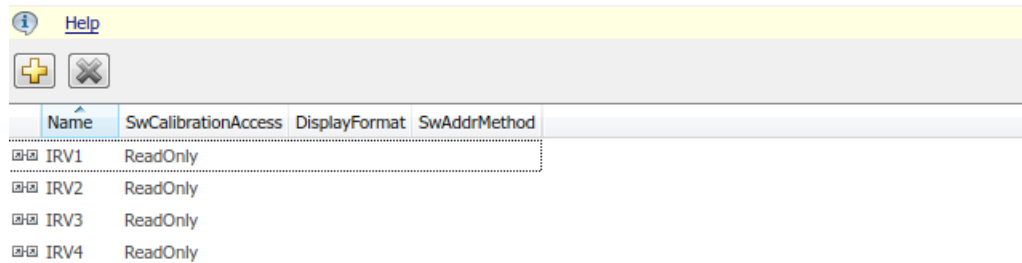 Help
Name SwCalibrationAccess DisplayFormat SwAddrMethod
IRV1 ReadOnly
IRV2 ReadOnly
IRV3 ReadOnly
IRV4 ReadOnly